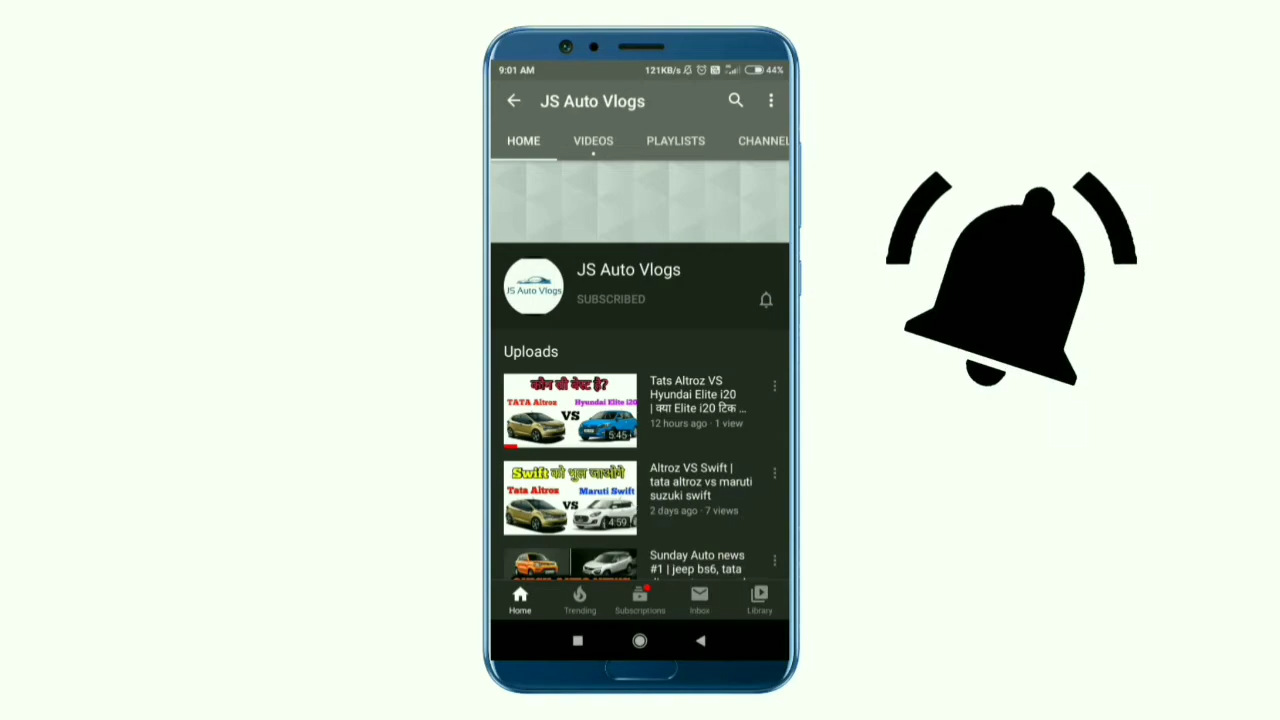 9:01 AM
121KB/s
44%
JS Auto Vlogs
HOME
VIDEOS
PLAYLISTS
CHANNEL
JS Auto Vlogs
JS Auto Vlogs
SUBSCRIBED
Uploads
कौन सी बेस्ट है?
TATA Altroz
Hyundai Elite i20
VS
5:45
Tats Altroz VS
Hyundai Elite i20
| क्या Elite i20 टिक ...
12 hours ago · 1 view
Swift को भूल जाओगे
Tata Altroz
Maruti Swift
VS
4:59
Altroz VS Swift |
tata altroz vs maruti
suzuki swift
2 days ago · 7 views
Sunday Auto news
#1 | jeep bs6, tata
Home
Trending
Subscriptions
Inbox
Library